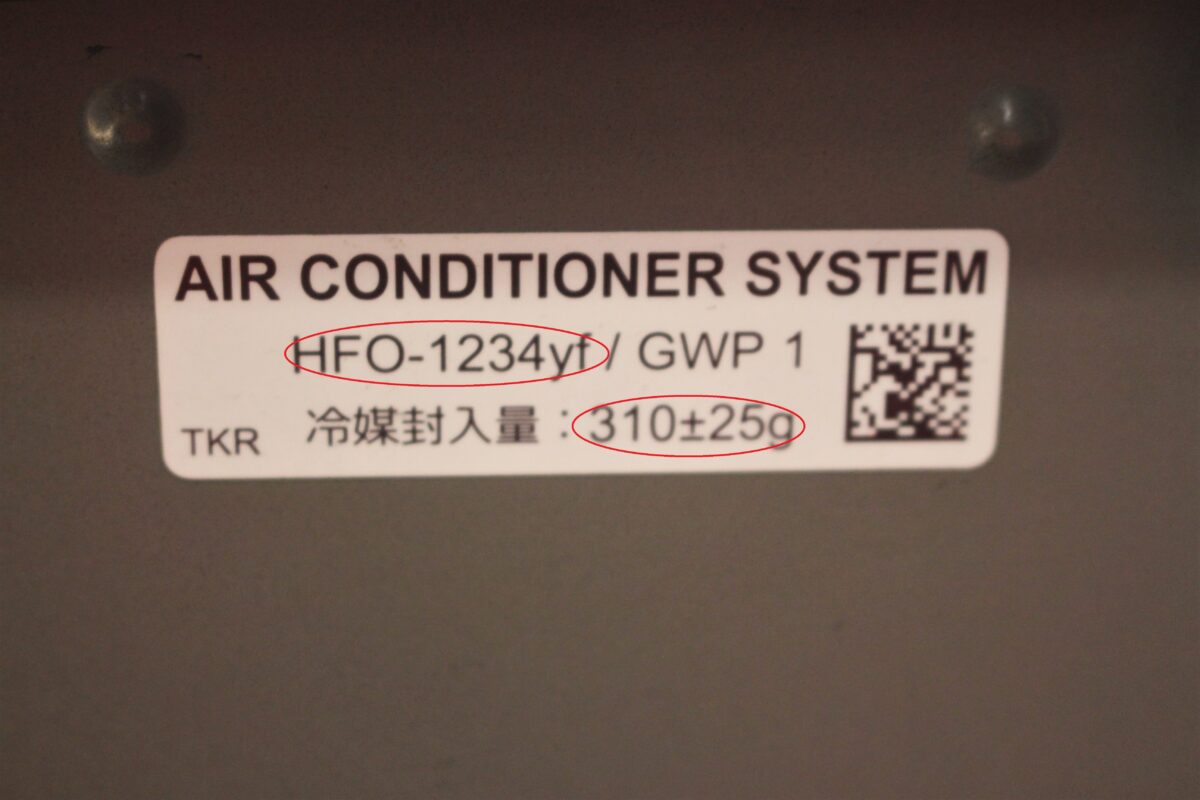 AIR CONDITIONER SYSTEM
HFO-1234yf / GWP 1
TKR 冷媒封入量：310±25g